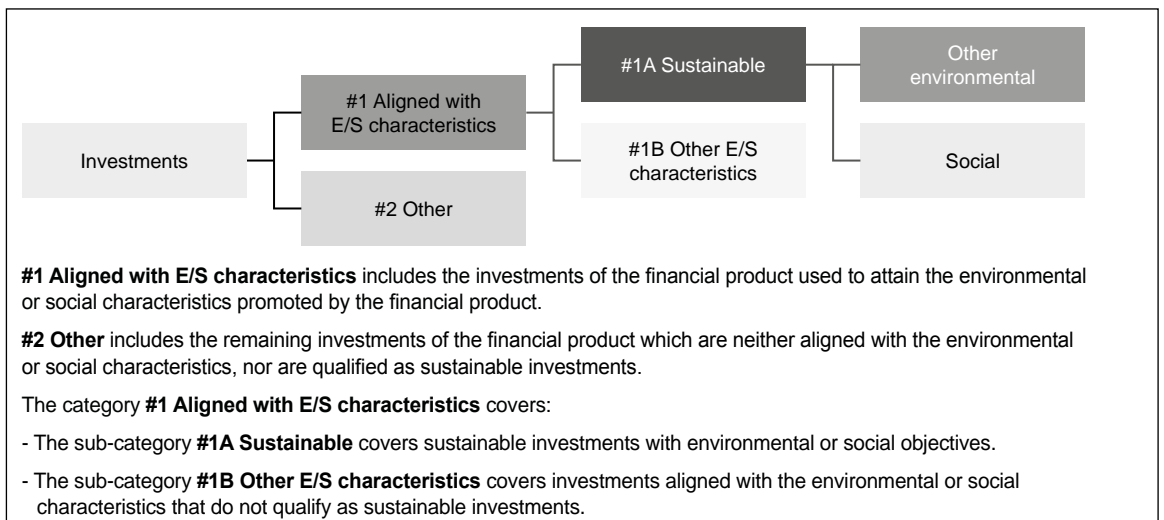 Investments
#1 Aligned with
E/S characteristics
#2 Other
#1A Sustainable
#1B Other E/S
characteristics
Other
environmental
Social
#1 Aligned with E/S characteristics includes the investments of the financial product used to attain the environmental
or social characteristics promoted by the financial product.
#2 Other includes the remaining investments of the financial product which are neither aligned with the environmental
or social characteristics, nor are qualified as sustainable investments.
The category #1 Aligned with E/S characteristics covers:
- The sub-category #1A Sustainable covers sustainable investments with environmental or social objectives.
- The sub-category #1B Other E/S characteristics covers investments aligned with the environmental or social
characteristics that do not qualify as sustainable investments.